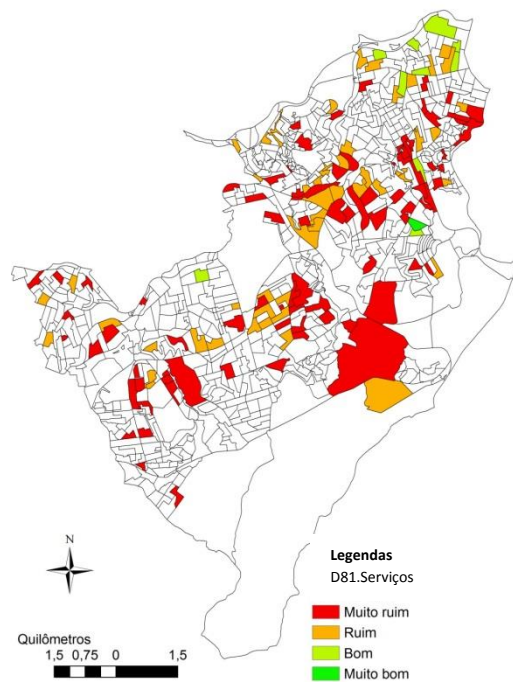 N
Legendas
D81.Serviços
Muito ruim
Ruim
Bom
Muito bom
Quilômetros
1,5 0,75 0 1,5